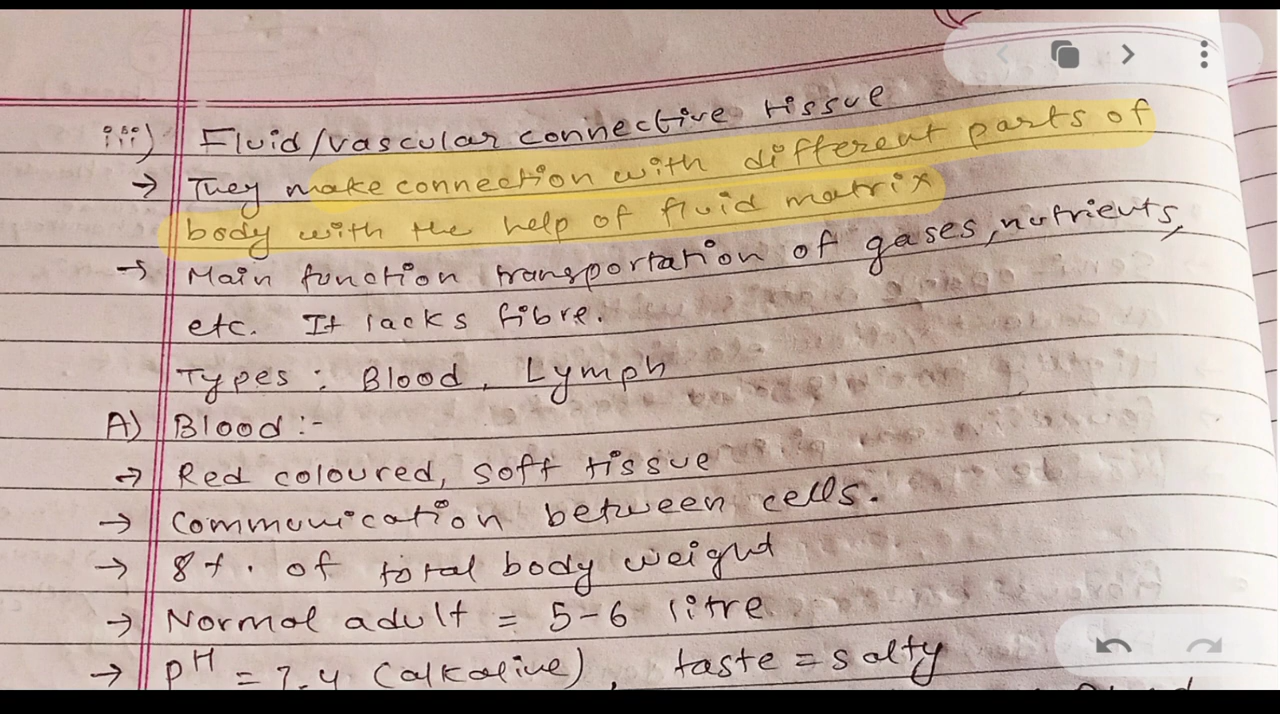 iii) Fluid/vascular connective tissue
→ They make connection with different parts of
body with the help of fluid matrix
→ Main function transportation of gases, nutrients,
etc. It lacks fibre.
Types : Blood, Lymph
A) Blood :-
→ Red coloured, soft tissue
→ Communication between cells.
→ 8% of total body weight
→ Normal adult = 5-6 litre
→ pH = 7.4 (alkaline), taste = salty